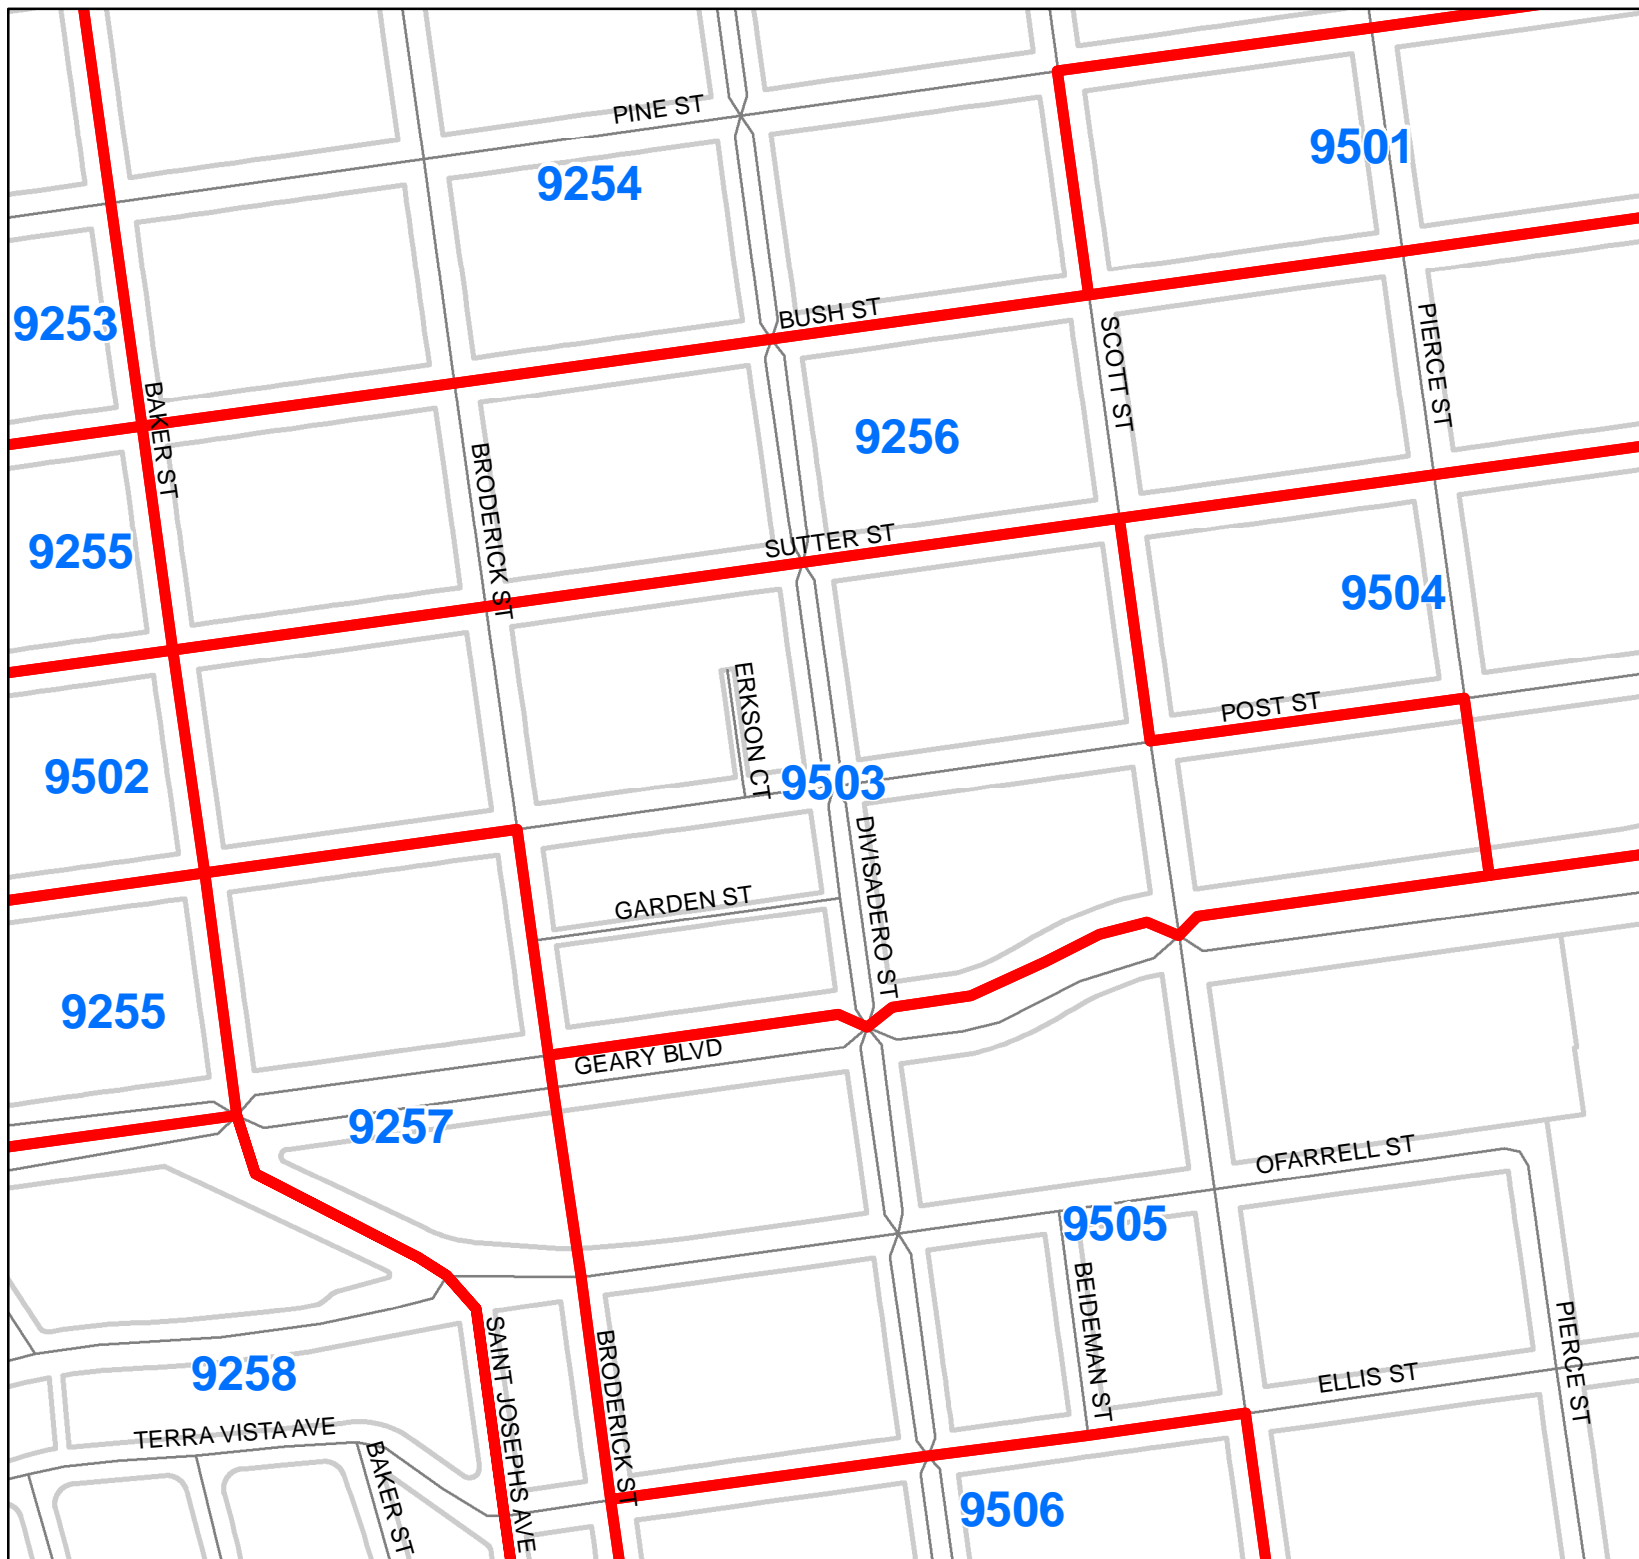 PINE ST
9501
9254
9253
BUSH ST
SCOTT ST
PIERCE ST
BAKER ST
9256
BRODERICK ST
9255
SUTTER ST
9504
ERKSON CT
POST ST
9502
9503
DIVISADERO ST
GARDEN ST
9255
GEARY BLVD
9257
OFARRELL ST
9505
BEIDEMAN ST
PIERCE ST
SAINT JOSEPHS AVE
BRODERICK ST
9258
ELLIS ST
TERRA VISTA AVE
BAKER ST
9506